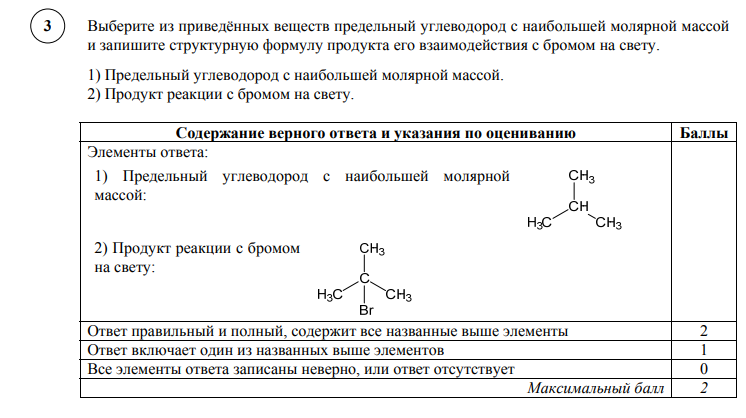 3
Выберите из приведённых веществ предельный углеводород с наибольшей молярной массой
и запишите структурную формулу продукта его взаимодействия с бромом на свету.
1) Предельный углеводород с наибольшей молярной массой.
2) Продукт реакции с бромом на свету.
Содержание верного ответа и указания по оцениванию Баллы
Элементы ответа:
1) Предельный углеводород с наибольшей молярной
массой:
CH3
CH
H3C CH3
2) Продукт реакции с бромом
на свету:
CH3
C
H3C CH3
Br
Ответ правильный и полный, содержит все названные выше элементы 2
Ответ включает один из названных выше элементов 1
Все элементы ответа записаны неверно, или ответ отсутствует 0
Максимальный балл 2